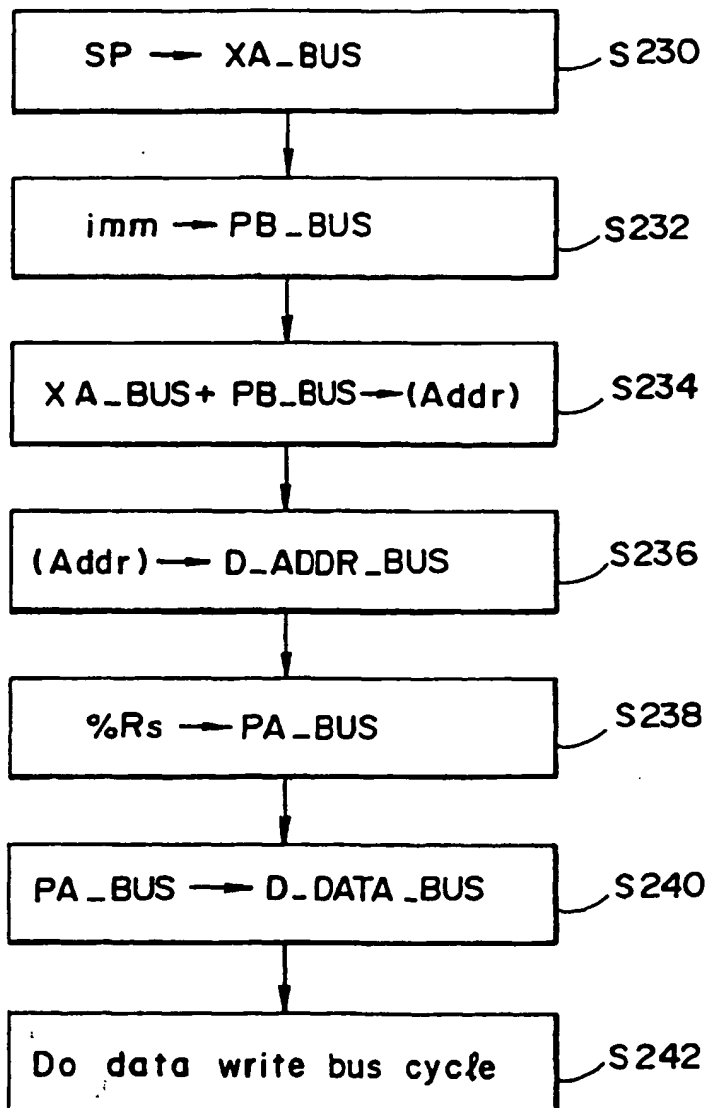 SP → XA_BUS S230
imm → PB_BUS S232
XA_BUS + PB_BUS → (Addr) S234
(Addr) → D_ADDR_BUS S236
%Rs → PA_BUS S238
PA_BUS → D_DATA_BUS S240
Do data write bus cycle S242